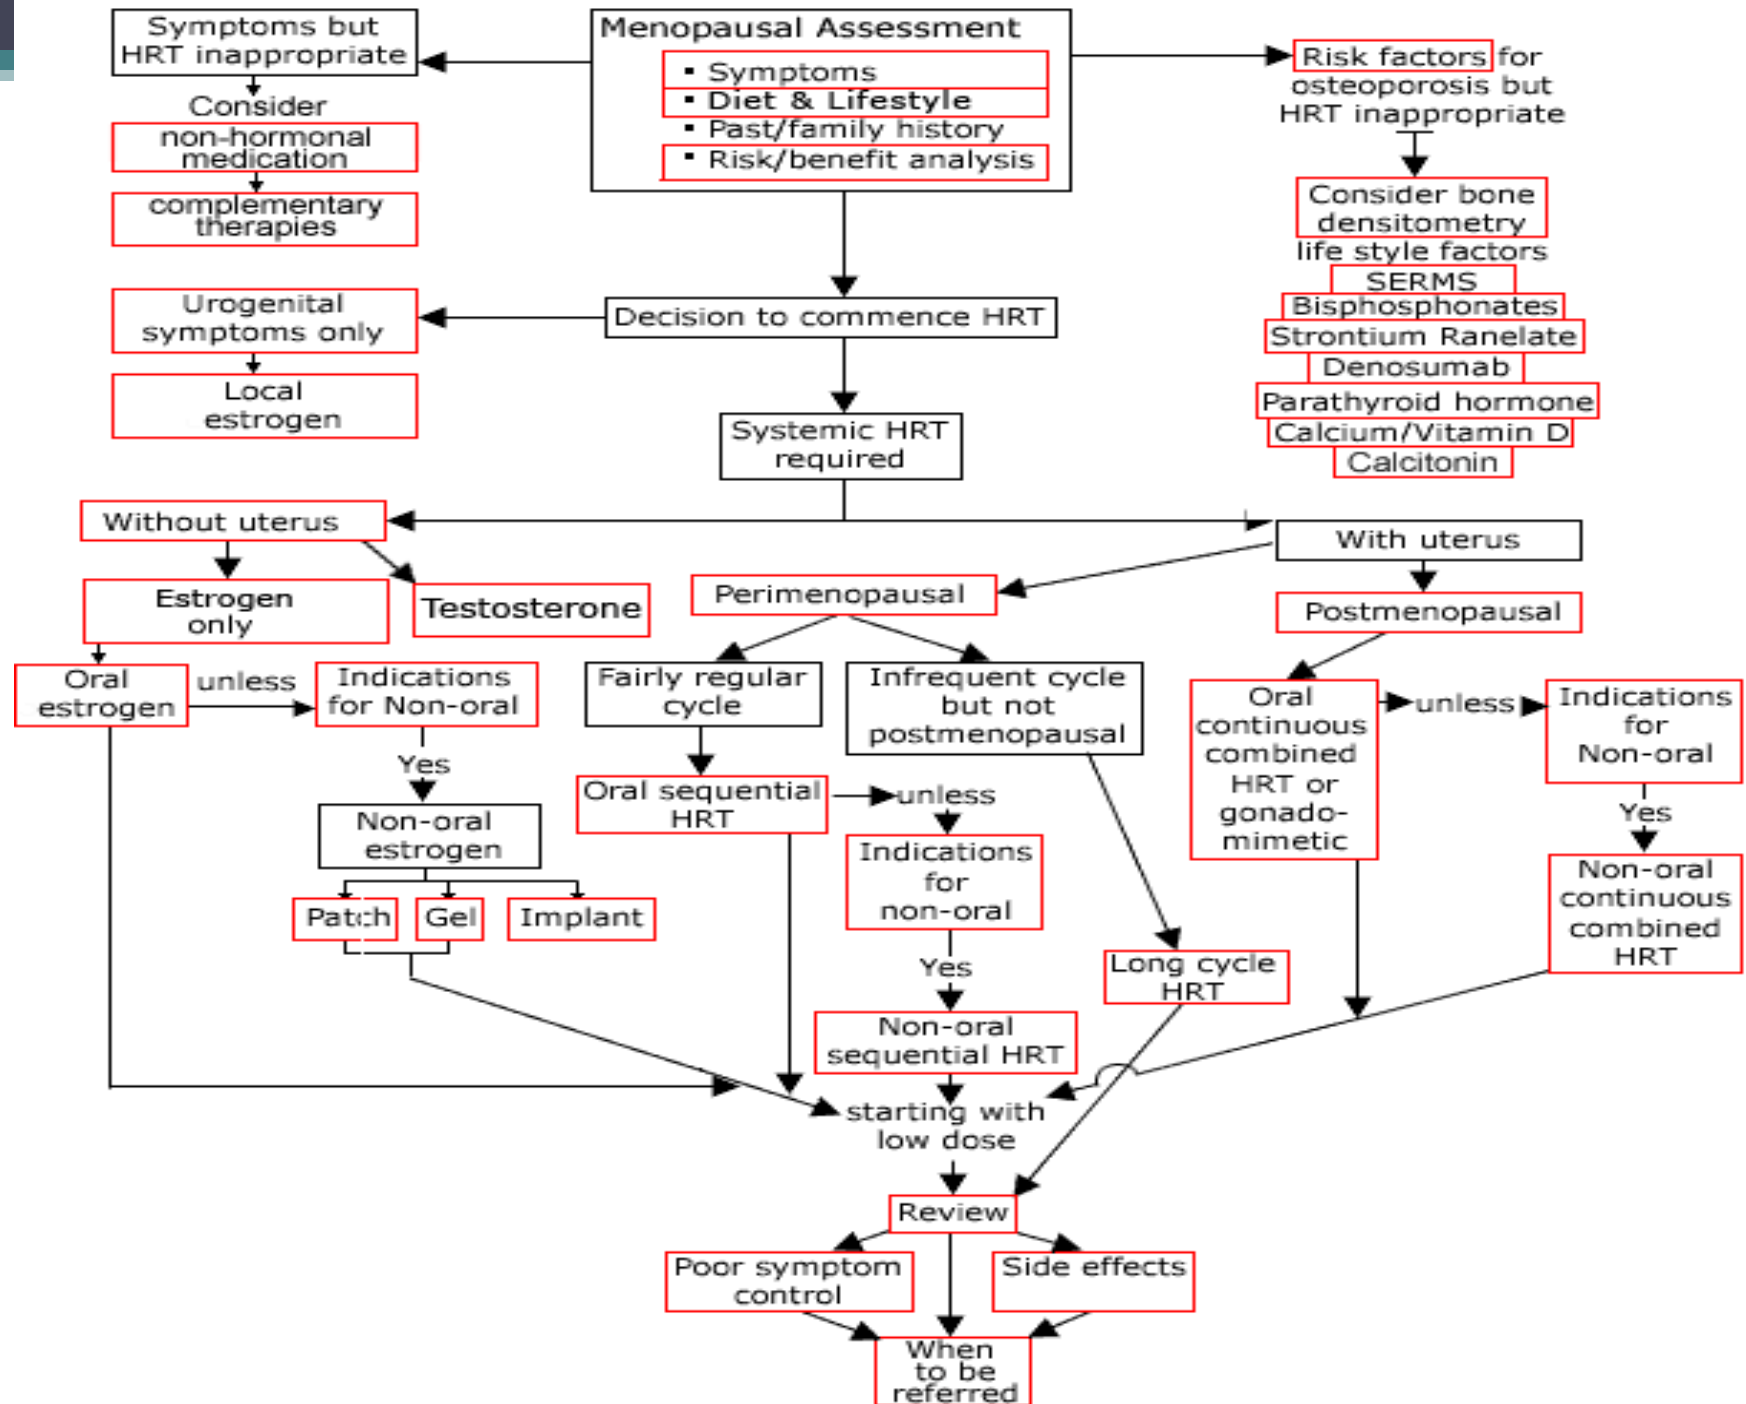 Symptoms but
HRT inappropriate
Consider
non-hormonal
medication
complementary
therapies
Menopausal Assessment
▪ Symptoms
▪ Diet & Lifestyle
▪ Past/family history
▪ Risk/benefit analysis
Risk factors for
osteoporosis but
HRT inappropriate
Consider bone
densitometry
life style factors
SERMS
Bisphosphonates
Strontium Ranelate
Denosumab
Parathyroid hormone
Calcium/Vitamin D
Calcitonin
Urogenital
symptoms only
Local
estrogen
Decision to commence HRT
Systemic HRT
required
Without uterus
With uterus
Estrogen
only
Testosterone
Perimenopausal
Postmenopausal
Oral
estrogen
unless
Indications
for Non-oral
Yes
Non-oral
estrogen
Patch
Gel
Implant
Fairly regular
cycle
Infrequent cycle
but not
postmenopausal
Oral sequential
HRT
unless
Indications
for
non-oral
Yes
Non-oral
sequential HRT
Long cycle
HRT
Oral
continuous
combined
HRT or
gonado-
mimetic
unless
Indications
for
Non-oral
Yes
Non-oral
continuous
combined
HRT
starting with
low dose
Review
Poor symptom
control
Side effects
When
to be
referred